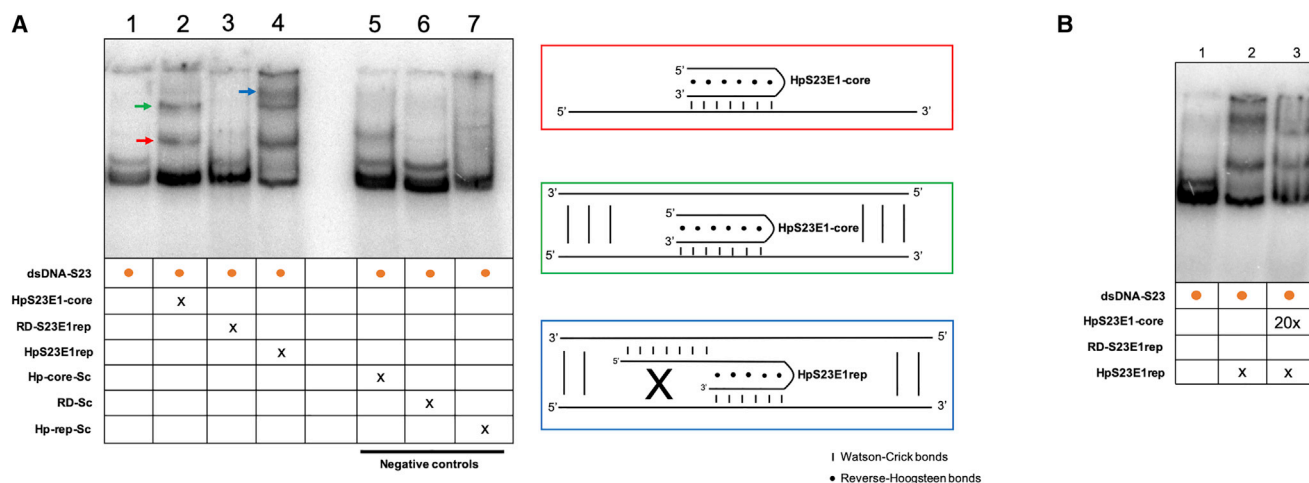 A
1 2 3 4 5 6 7
dsDNA-S23
HpS23E1-core X
RD-S23E1rep X
HpS23E1rep X
Hp-core-Sc X
RD-Sc X
Hp-rep-Sc X
Negative controls
5'
HpS23E1-core
3'
5' 3'
3' 5'
5'
HpS23E1-core
3'
5' 3'
3' 5'
5'
X HpS23E1rep
3'
5' 3'
Watson-Crick bonds
Reverse-Hoogsteen bonds
B
1 2 3
dsDNA-S23
HpS23E1-core 20x
RD-S23E1rep
HpS23E1rep X X